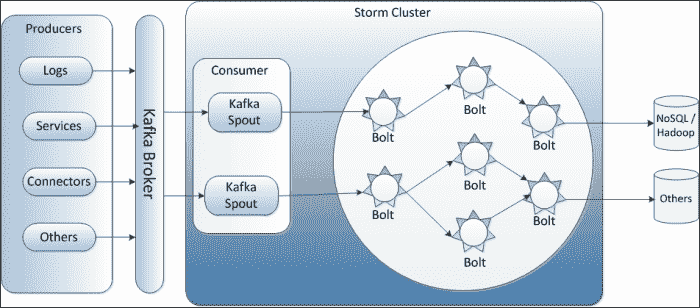 Storm Cluster
Producers
Logs
Services
Connectors
Others
Kafka Broker
Consumer
Kafka
Spout
Kafka
Spout
Bolt
Bolt
Bolt
Bolt
Bolt
Bolt
Bolt
NoSQL /
Hadoop
Others